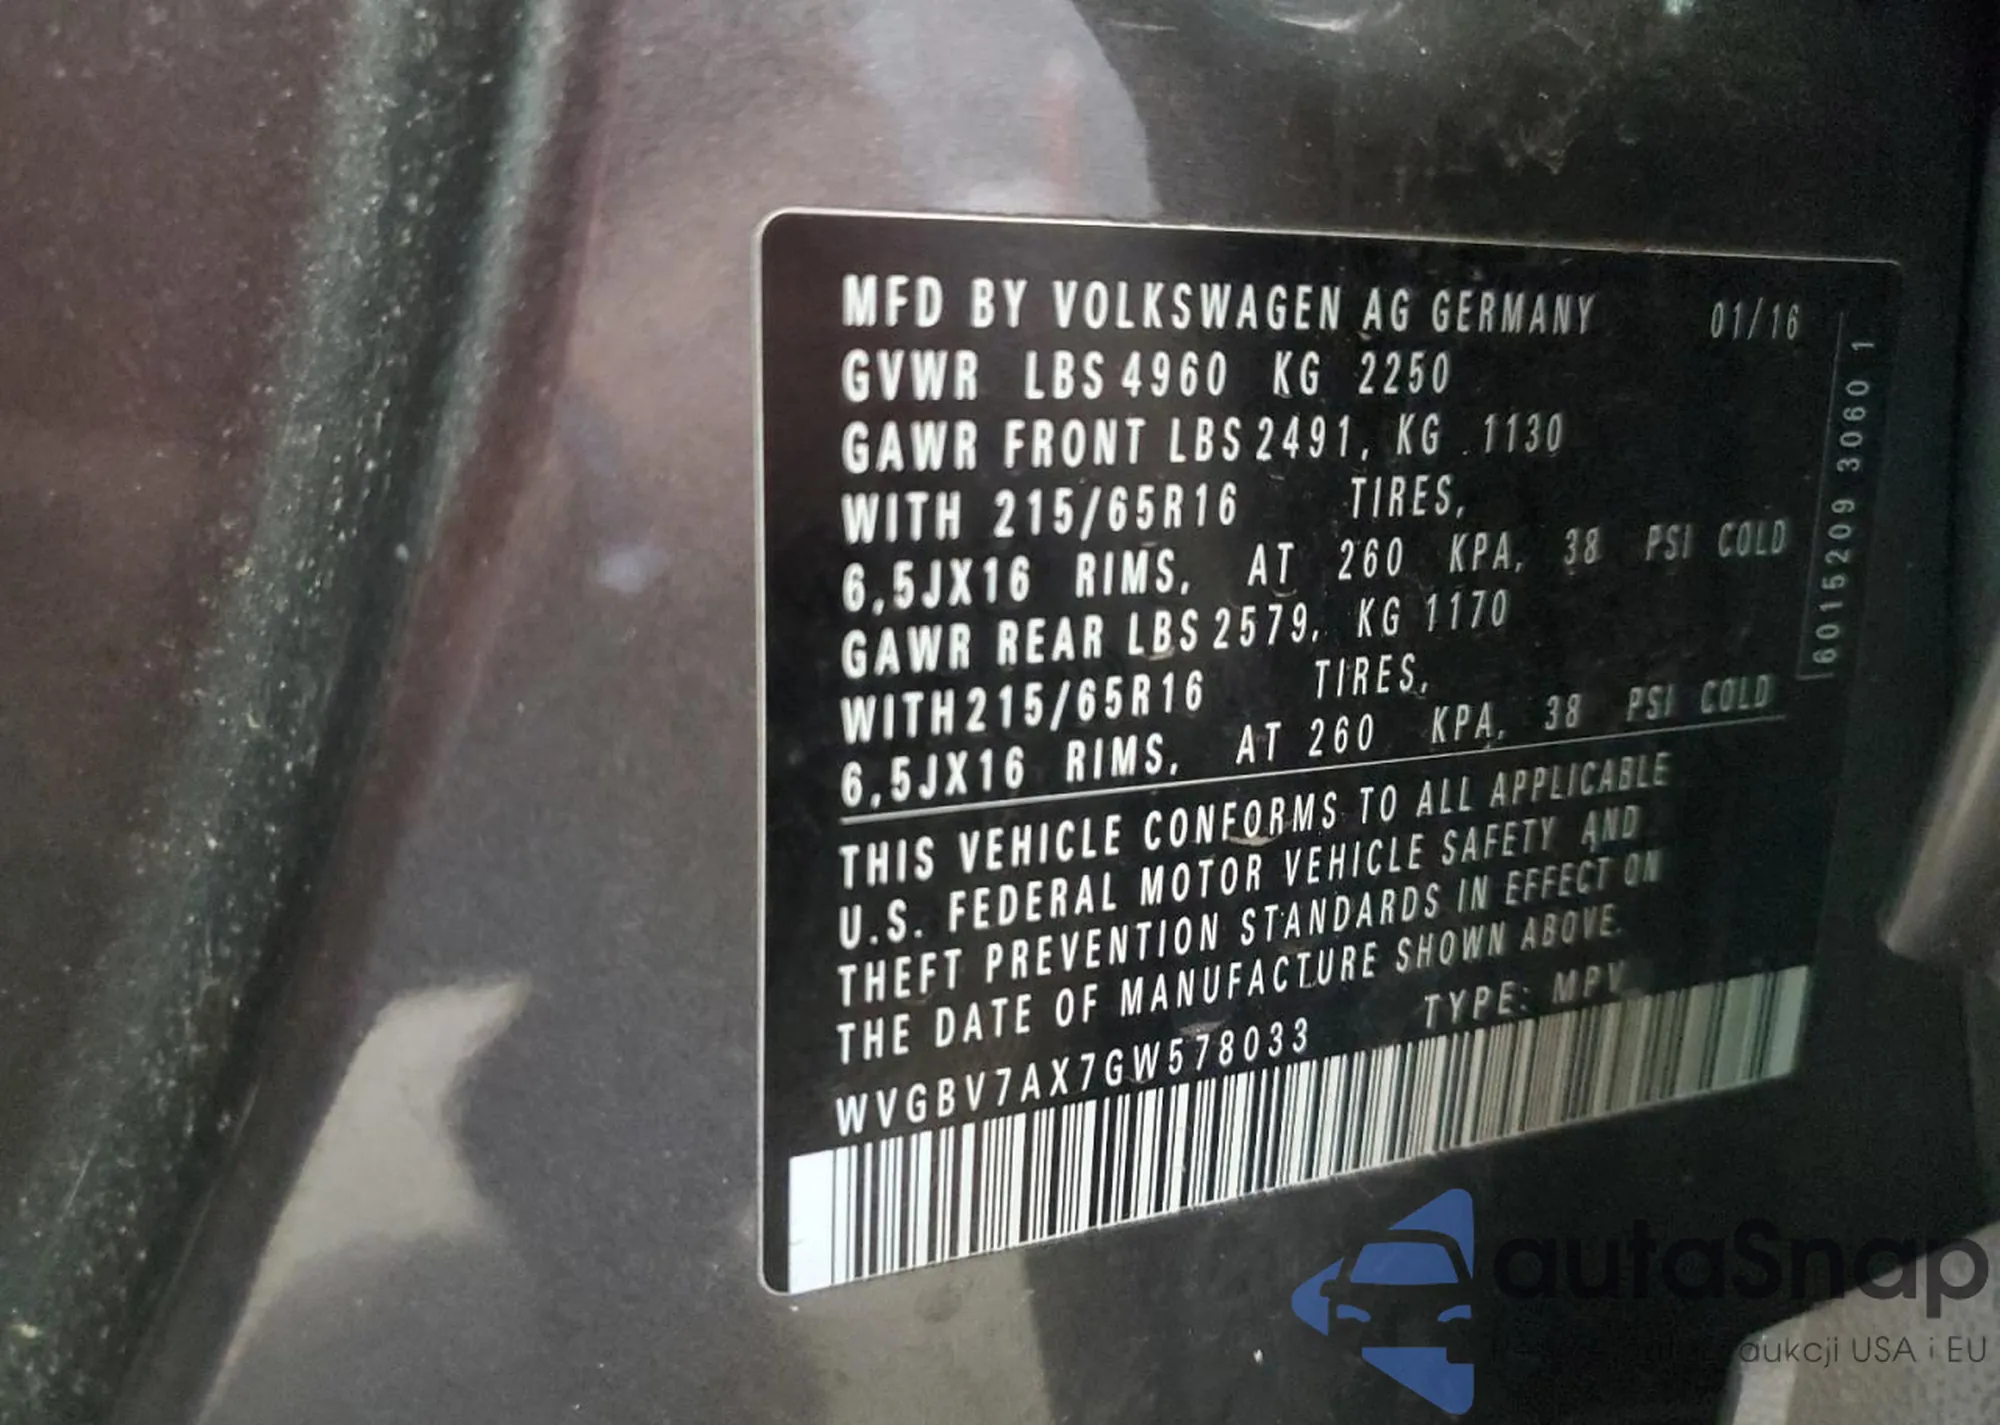 MFD BY VOLKSWAGEN AG GERMANY 01/16
GVWR LBS 4960 KG 2250
GAWR FRONT LBS 2491, KG 1130
WITH 215/65R16 TIRES,
6,5JX16 RIMS, AT 260 KPA, 38 PSI COLD
GAWR REAR LBS 2579, KG 1170
WITH 215/65R16 TIRES,
6,5JX16 RIMS, AT 260 KPA, 38 PSI COLD
THIS VEHICLE CONFORMS TO ALL APPLICABLE
U.S. FEDERAL MOTOR VEHICLE SAFETY AND
THEFT PREVENTION STANDARDS IN EFFECT ON
THE DATE OF MANUFACTURE SHOWN ABOVE.
WVGBV7AX7GW578033 TYPE: MPV
6015209 3060 1
autaSnap
aukcji USA i EU